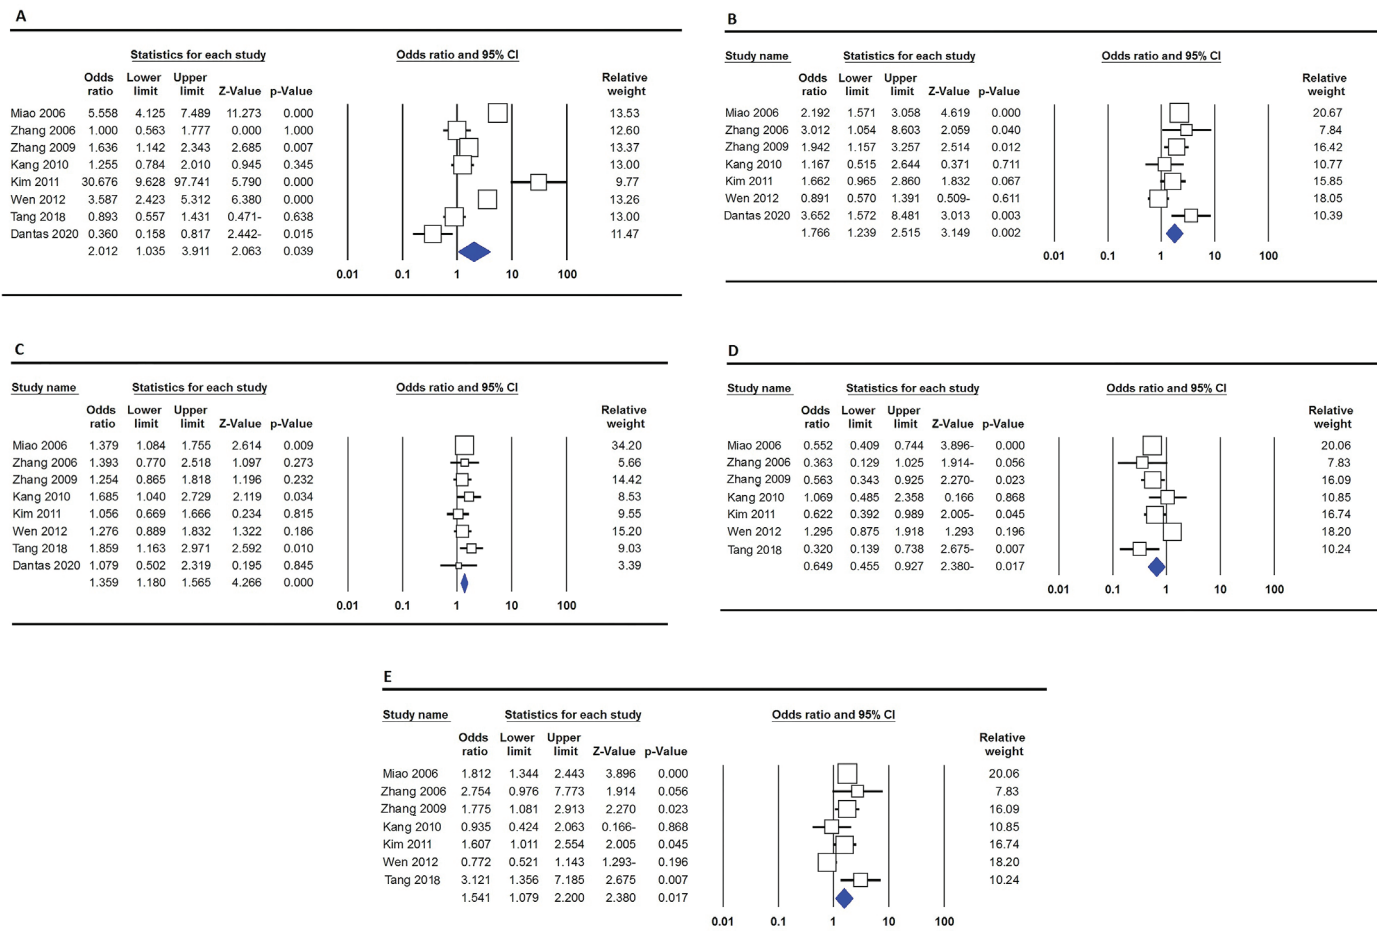 A
Statistics for each study Odds ratio and 95% CI
Odds Lower Upper Relative
ratio limit limit Z-Value p-Value weight
Miao 2006 5.558 4.125 7.489 11.273 0.000 13.53
Zhang 2006 1.000 0.563 1.777 0.000 1.000 12.60
Zhang 2009 1.636 1.142 2.343 2.685 0.007 13.37
Kang 2010 1.255 0.784 2.010 0.945 0.345 13.00
Kim 2011 30.676 9.628 97.741 5.790 0.000 9.77
Wen 2012 3.587 2.423 5.312 6.380 0.000 13.26
Tang 2018 0.893 0.557 1.431 0.471- 0.638 13.00
Dantas 2020 0.360 0.158 0.817 2.442- 0.015 11.47
2.012 1.035 3.911 2.063 0.039
0.01 0.1 1 10 100
B
Study name Statistics for each study Odds ratio and 95% CI
Odds Lower Upper Relative
ratio limit limit Z-Value p-Value weight
Miao 2006 2.192 1.571 3.058 4.619 0.000 20.67
Zhang 2006 3.012 1.054 8.603 2.059 0.040 7.84
Zhang 2009 1.942 1.157 3.257 2.514 0.012 16.42
Kang 2010 1.167 0.515 2.644 0.371 0.711 10.77
Kim 2011 1.662 0.965 2.860 1.832 0.067 15.85
Wen 2012 0.891 0.570 1.391 0.509- 0.611 18.05
Dantas 2020 3.652 1.572 8.481 3.013 0.003 10.39
1.766 1.239 2.515 3.149 0.002
0.01 0.1 1 10 100
C
Study name Statistics for each study Odds ratio and 95% CI
Odds Lower Upper Relative
ratio limit limit Z-Value p-Value weight
Miao 2006 1.379 1.084 1.755 2.614 0.009 34.20
Zhang 2006 1.393 0.770 2.518 1.097 0.273 5.66
Zhang 2009 1.254 0.865 1.818 1.196 0.232 14.42
Kang 2010 1.685 1.040 2.729 2.119 0.034 8.53
Kim 2011 1.056 0.669 1.666 0.234 0.815 9.55
Wen 2012 1.276 0.889 1.832 1.322 0.186 15.20
Tang 2018 1.859 1.163 2.971 2.592 0.010 9.03
Dantas 2020 1.079 0.502 2.319 0.195 0.845 3.39
1.359 1.180 1.565 4.266 0.000
0.01 0.1 1 10 100
D
Study name Statistics for each study Odds ratio and 95% CI
Odds Lower Upper Relative
ratio limit limit Z-Value p-Value weight
Miao 2006 0.552 0.409 0.744 3.896- 0.000 20.06
Zhang 2006 0.363 0.129 1.025 1.914- 0.056 7.83
Zhang 2009 0.563 0.343 0.925 2.270- 0.023 16.09
Kang 2010 1.069 0.485 2.358 0.166 0.868 10.85
Kim 2011 0.622 0.392 0.989 2.005- 0.045 16.74
Wen 2012 1.295 0.875 1.918 1.293 0.196 18.20
Tang 2018 0.320 0.139 0.738 2.675- 0.007 10.24
0.649 0.455 0.927 2.380- 0.017
0.01 0.1 1 10 100
E
Study name Statistics for each study Odds ratio and 95% CI
Odds Lower Upper Relative
ratio limit limit Z-Value p-Value weight
Miao 2006 1.812 1.344 2.443 3.896 0.000 20.06
Zhang 2006 2.754 0.976 7.773 1.914 0.056 7.83
Zhang 2009 1.775 1.081 2.913 2.270 0.023 16.09
Kang 2010 0.935 0.424 2.063 0.166- 0.868 10.85
Kim 2011 1.607 1.011 2.554 2.005 0.045 16.74
Wen 2012 0.772 0.521 1.143 1.293- 0.196 18.20
Tang 2018 3.121 1.356 7.185 2.675 0.007 10.24
1.541 1.079 2.200 2.380 0.017
0.01 0.1 1 10 100